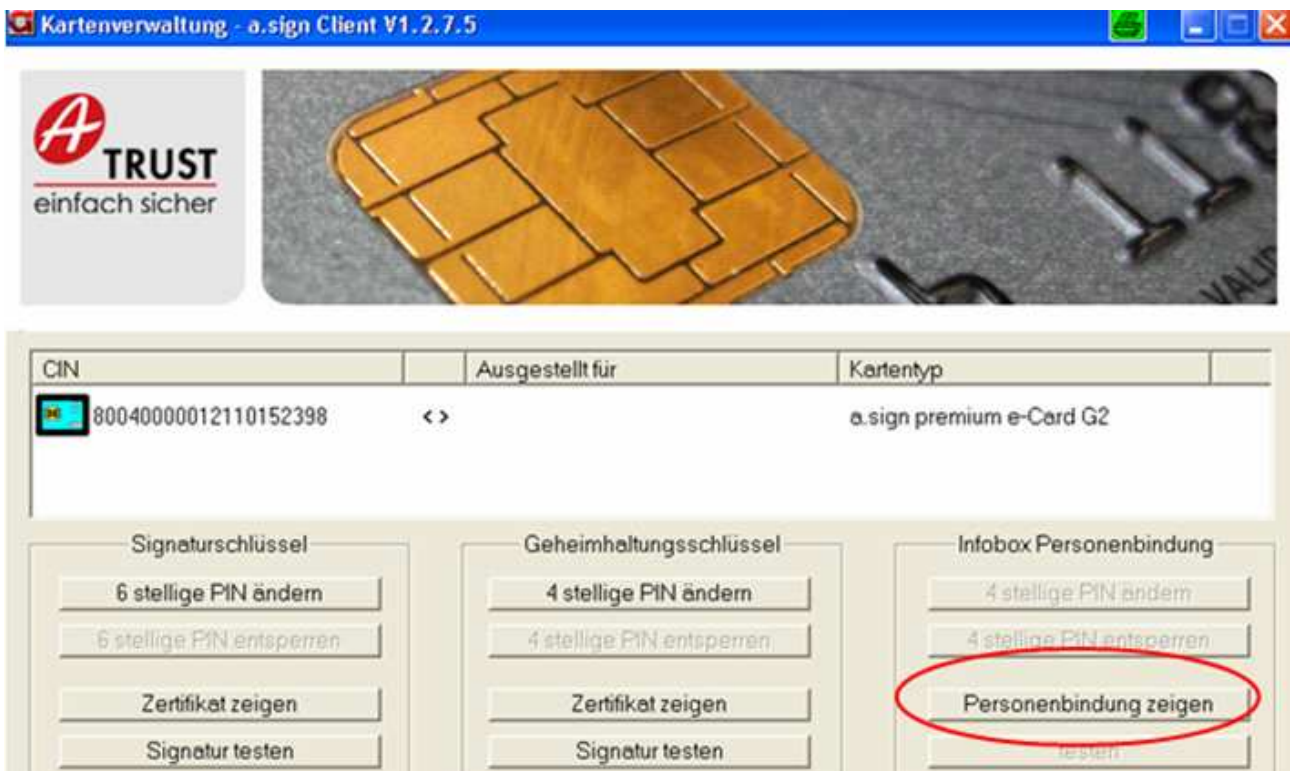 Kartenverwaltung - a.sign Client V1.2.7.5
A
TRUST
einfach sicher
VALID
CIN Ausgestellt für Kartentyp
80040000012110152398 <> a.sign premium e-Card G2
Signaturschlüssel Geheimhaltungsschlüssel Infobox Personenbindung
6 stellige PIN ändern 4 stellige PIN ändern 4 stellige PIN ändern
6 stellige PIN entsperren 4 stellige PIN entsperren 4 stellige PIN entsperren
Zertifikat zeigen Zertifikat zeigen Personenbindung zeigen
Signatur testen Signatur testen testen